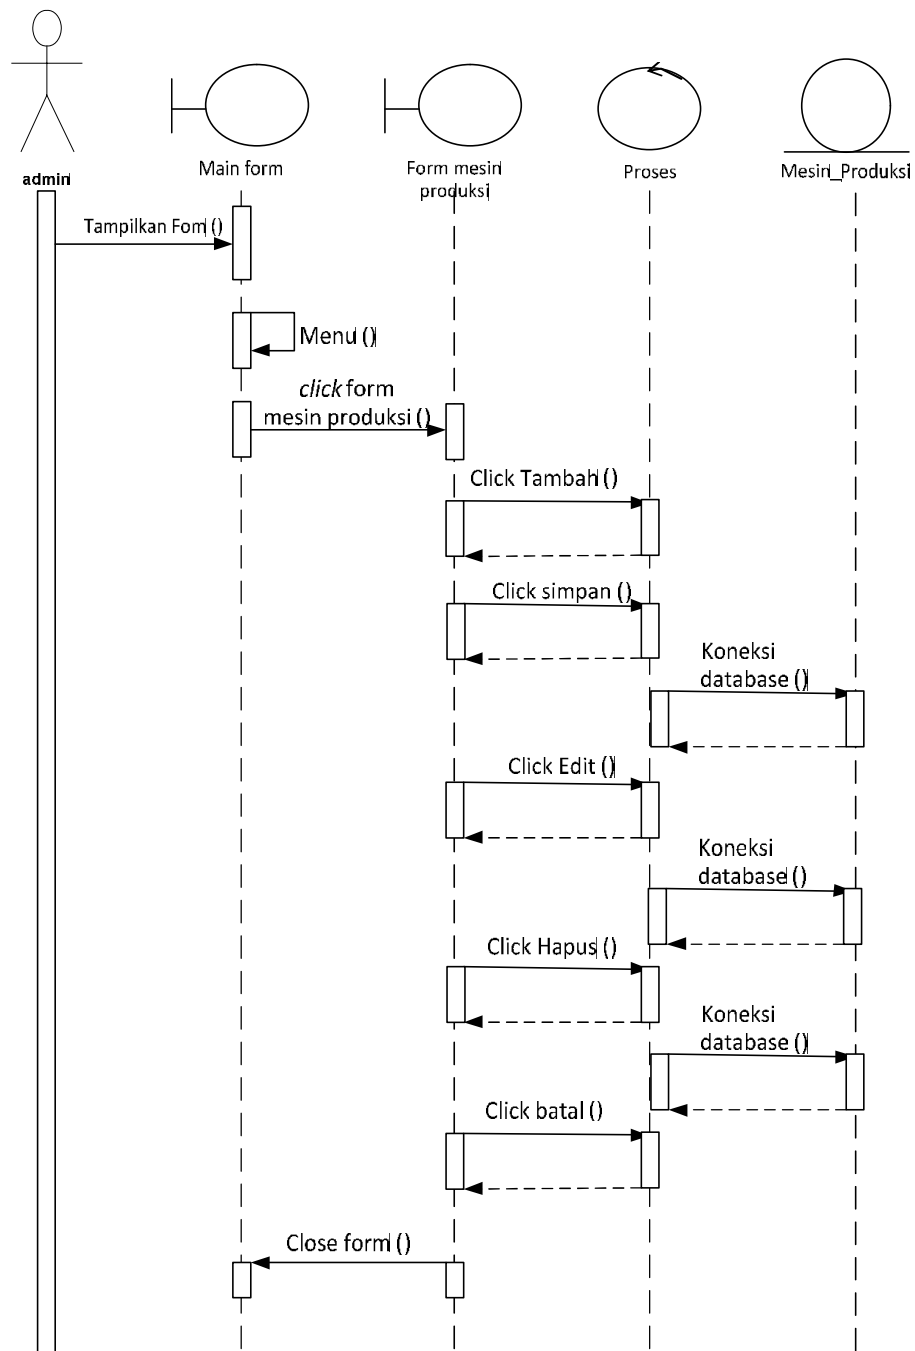 admin
Main form
Form mesin
produksi
Proses
Mesin_Produksi
Tampilkan Fom ()
Menu ()
click form
mesin produksi ()
Click Tambah ()
Click simpan ()
Koneksi
database ()
Click Edit ()
Koneksi
database ()
Click Hapus ()
Koneksi
database ()
Click batal ()
Close form ()